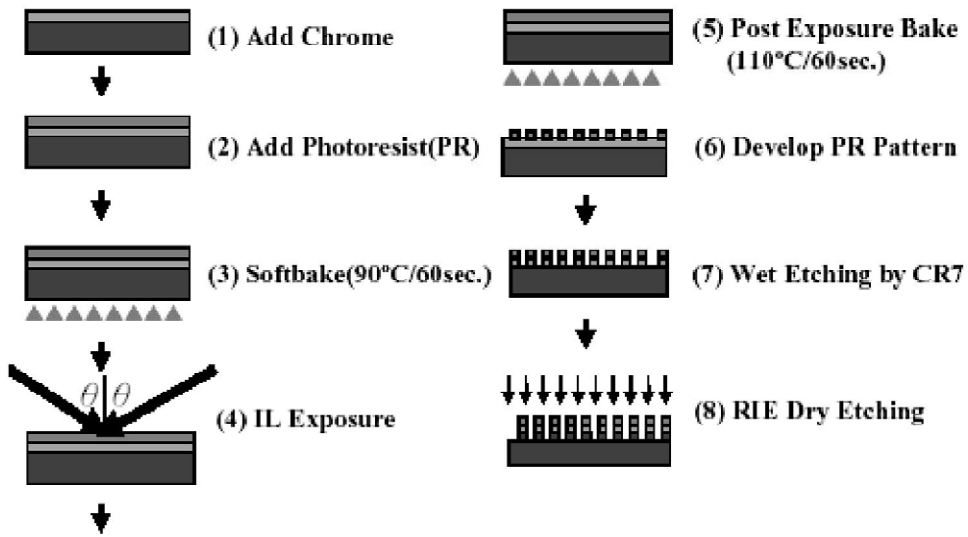 (1) Add Chrome
(2) Add Photoresist(PR)
(3) Softbake(90°C/60sec.)
θ θ
(4) IL Exposure
(5) Post Exposure Bake
(110°C/60sec.)
(6) Develop PR Pattern
(7) Wet Etching by CR7
(8) RIE Dry Etching